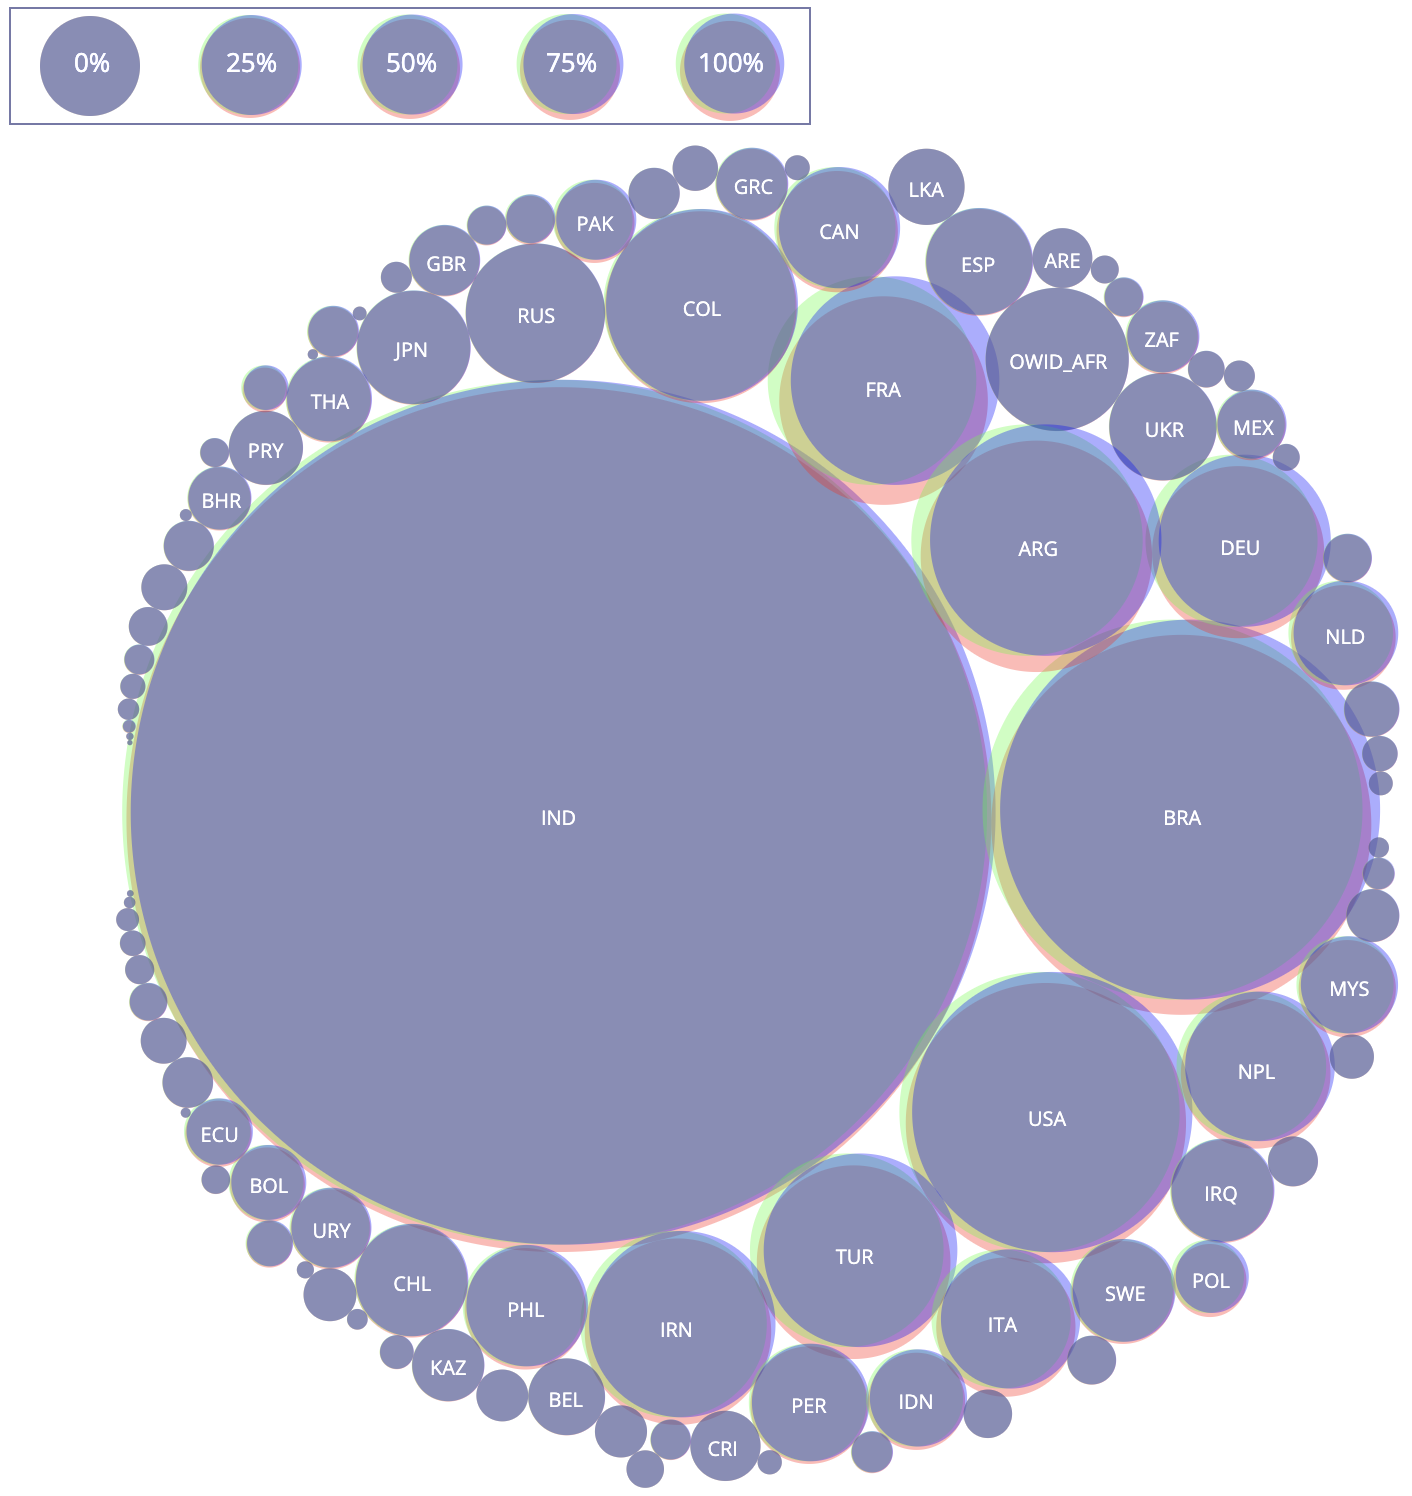 0% 25% 50% 75% 100%
GRC
LKA
PAK
CAN
GBR
ESP
ARE
COL
RUS
JPN
ZAF
OWID_AFR
FRA
THA
UKR
MEX
PRY
BHR
ARG
DEU
NLD
IND
BRA
MYS
NPL
USA
ECU
BOL
IRQ
URY
TUR
POL
CHL
SWE
PHL
ITA
IRN
KAZ
BEL
IDN
PER
CRI